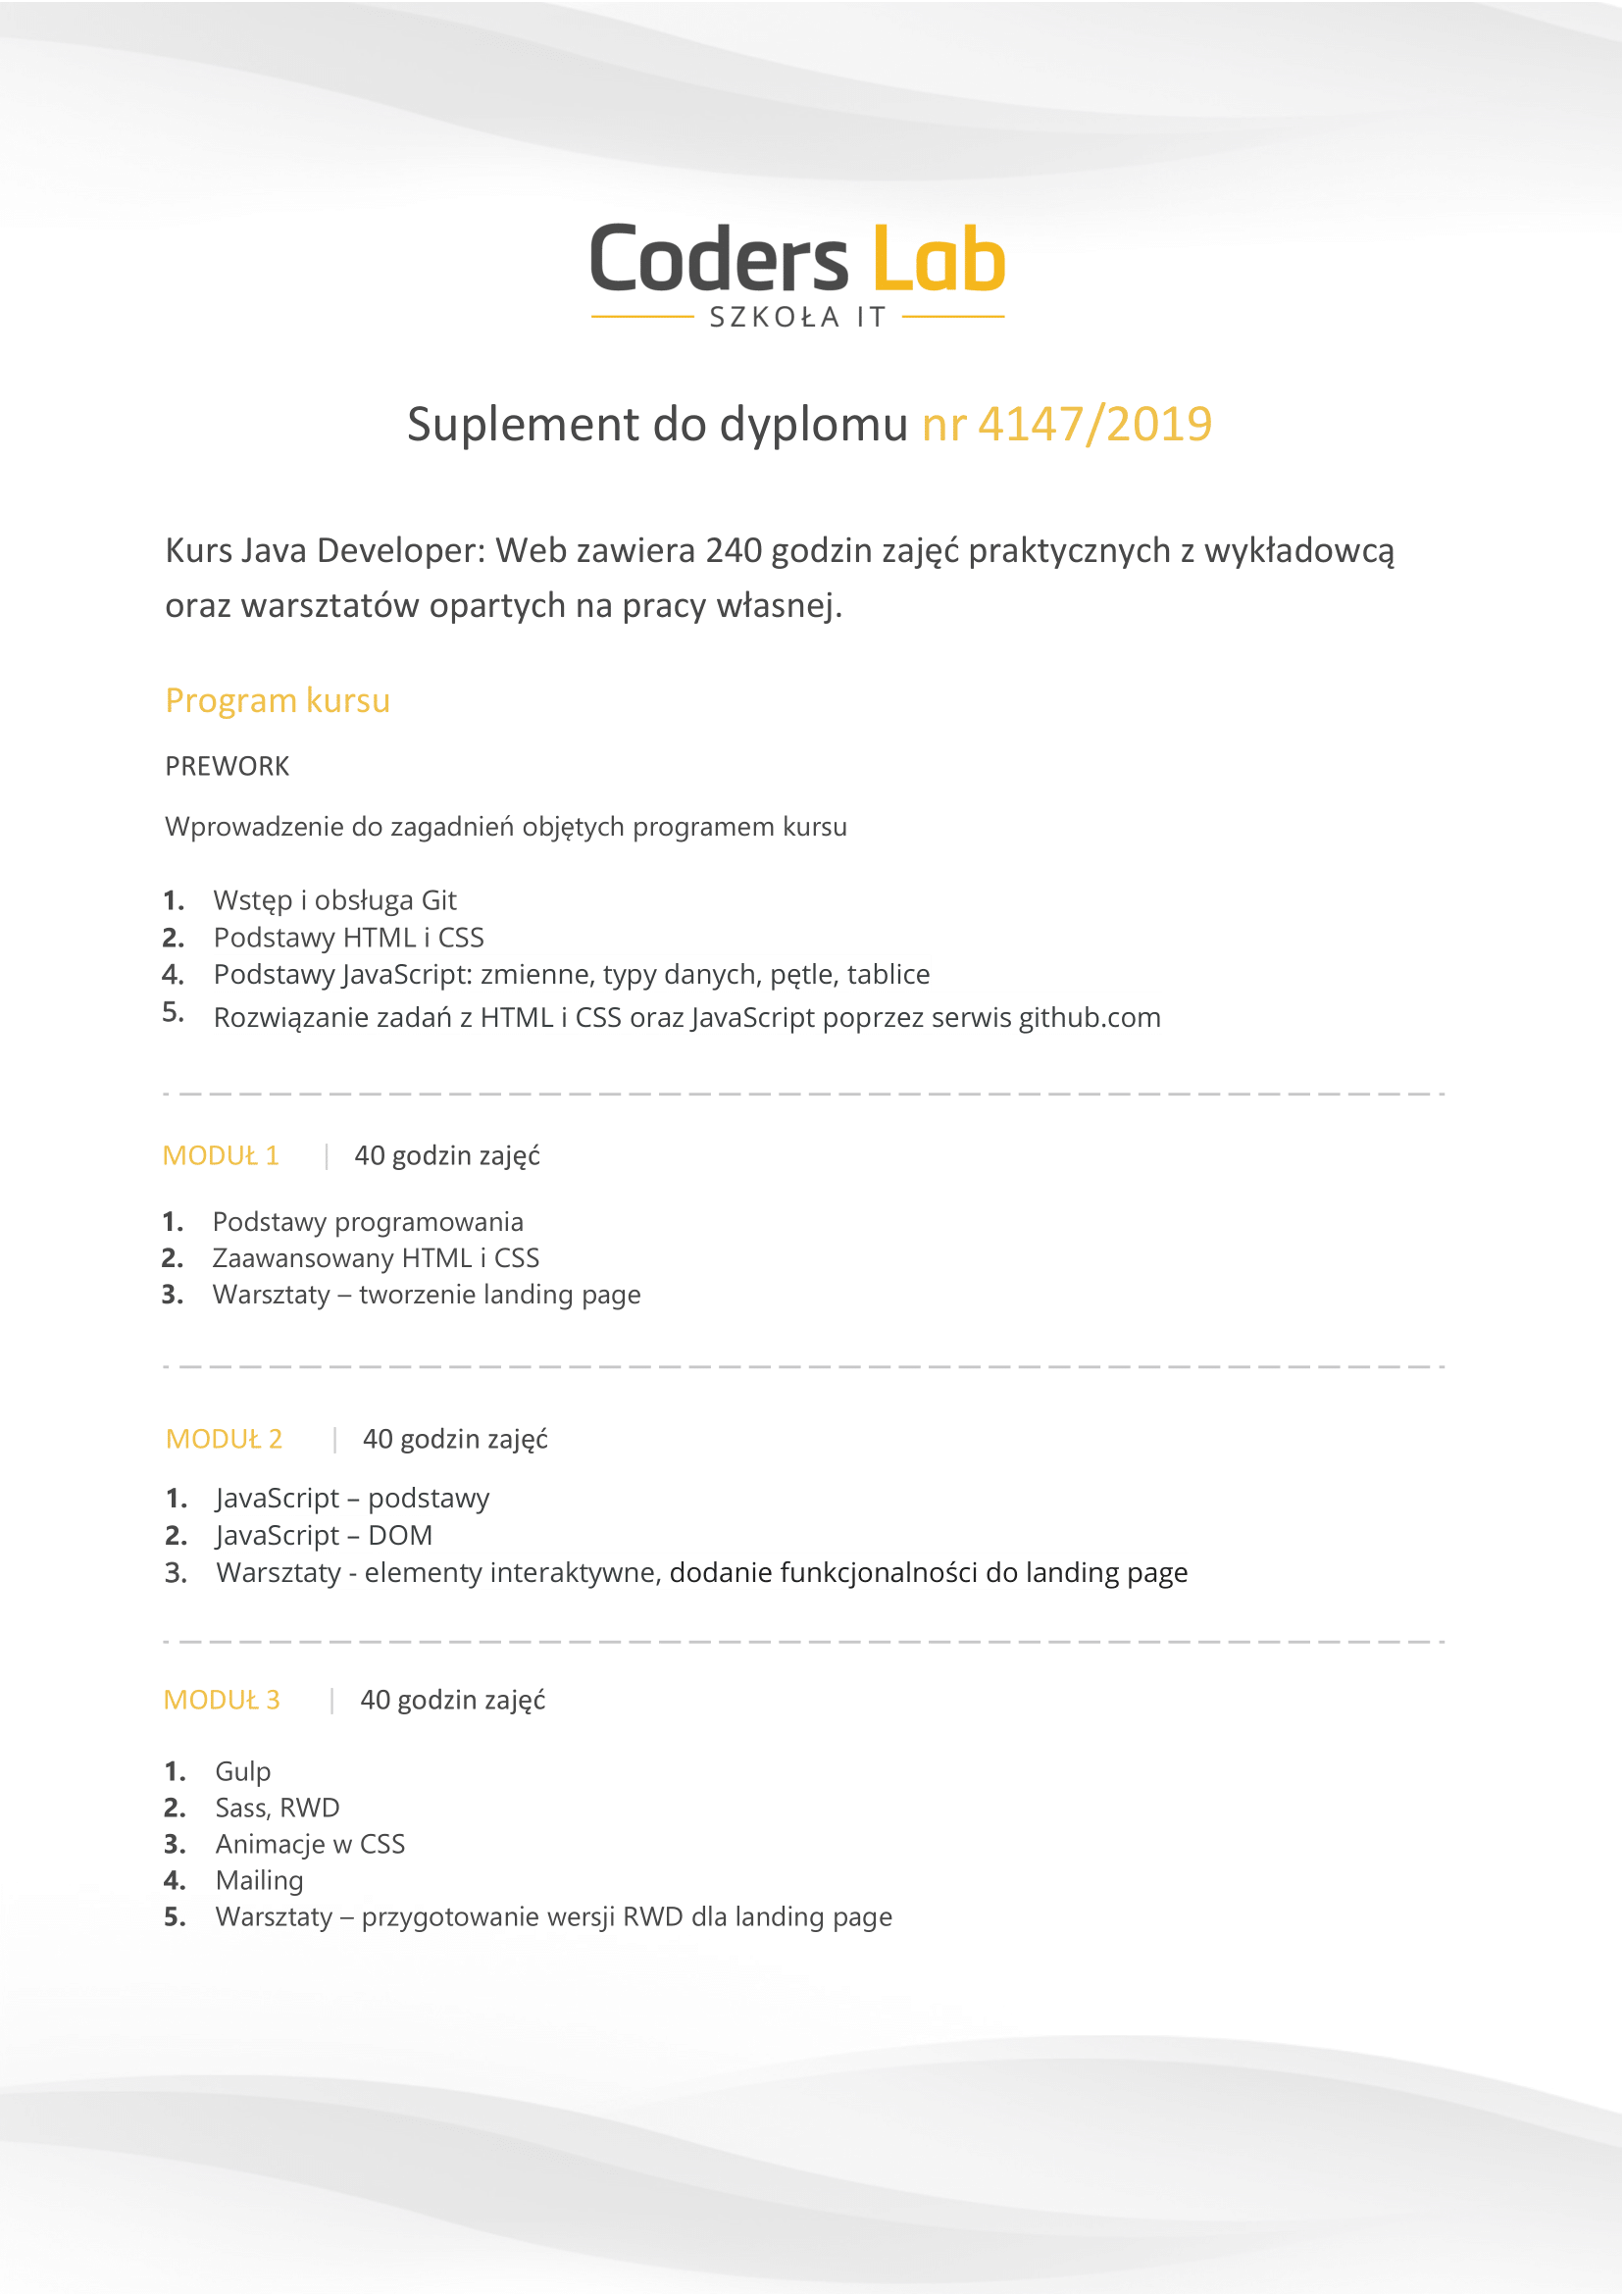 Coders Lab
SZKOŁA IT
Suplement do dyplomu nr 4147/2019
Kurs Java Developer: Web zawiera 240 godzin zajęć praktycznych z wykładowcą
oraz warsztatów opartych na pracy własnej.
Program kursu
PREWORK
Wprowadzenie do zagadnień objętych programem kursu
1. Wstęp i obsługa Git
2. Podstawy HTML i CSS
4. Podstawy JavaScript: zmienne, typy danych, pętle, tablice
5. Rozwiązanie zadań z HTML i CSS oraz JavaScript poprzez serwis github.com
MODUŁ 1 | 40 godzin zajęć
1. Podstawy programowania
2. Zaawansowany HTML i CSS
3. Warsztaty – tworzenie landing page
MODUŁ 2 | 40 godzin zajęć
1. JavaScript – podstawy
2. JavaScript – DOM
3. Warsztaty - elementy interaktywne, dodanie funkcjonalności do landing page
MODUŁ 3 | 40 godzin zajęć
1. Gulp
2. Sass, RWD
3. Animacje w CSS
4. Mailing
5. Warsztaty – przygotowanie wersji RWD dla landing page